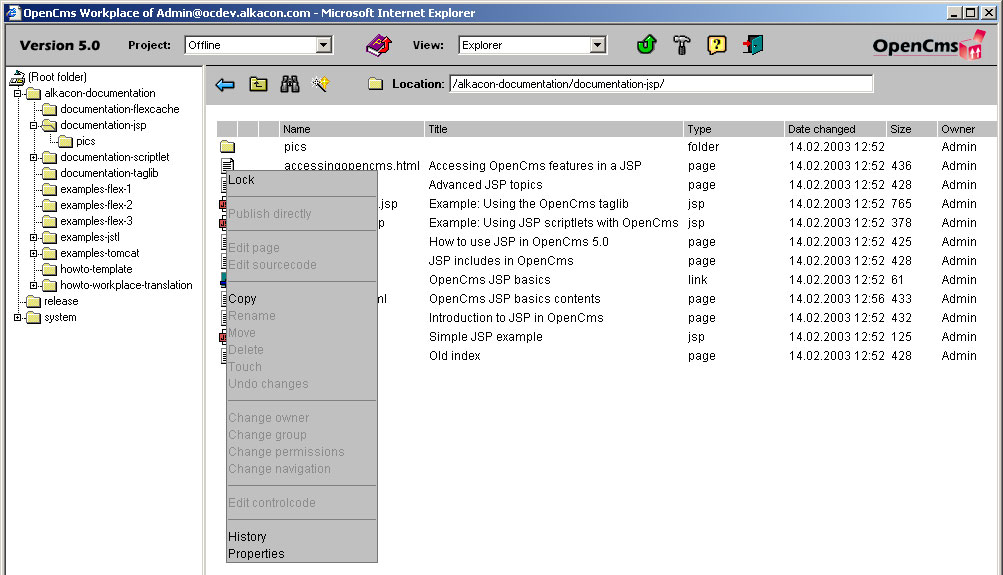 OpenCms Workplace of Admin@ocdev.alkacon.com - Microsoft Internet Explorer
Version 5.0 Project: Offline View: Explorer OpenCms
(Root folder)
alkacon-documentation
documentation-flexcache
documentation-jsp
pics
documentation-scriptlet
documentation-taglib
examples-flex-1
examples-flex-2
examples-flex-3
examples-jstl
examples-tomcat
howto-template
howto-workplace-translation
release
system
Location: /alkacon-documentation/documentation-jsp/
Name Title Type Date changed Size Owner
pics folder 14.02.2003 12:52 Admin
accessingopencms.html Accessing OpenCms features in a JSP page 14.02.2003 12:52 436 Admin
Advanced JSP topics page 14.02.2003 12:52 428 Admin
.jsp Example: Using the OpenCms taglib jsp 14.02.2003 12:52 765 Admin
p Example: Using JSP scriptlets with OpenCms jsp 14.02.2003 12:52 378 Admin
How to use JSP in OpenCms 5.0 page 14.02.2003 12:52 425 Admin
JSP includes in OpenCms page 14.02.2003 12:52 428 Admin
OpenCms JSP basics link 14.02.2003 12:52 61 Admin
ml OpenCms JSP basics contents page 14.02.2003 12:56 433 Admin
Introduction to JSP in OpenCms page 14.02.2003 12:52 432 Admin
Simple JSP example jsp 14.02.2003 12:52 125 Admin
Old index page 14.02.2003 12:52 428 Admin
Lock
Publish directly
Edit page
Edit sourcecode
Copy
Rename
Move
Delete
Touch
Undo changes
Change owner
Change group
Change permissions
Change navigation
Edit controlcode
History
Properties